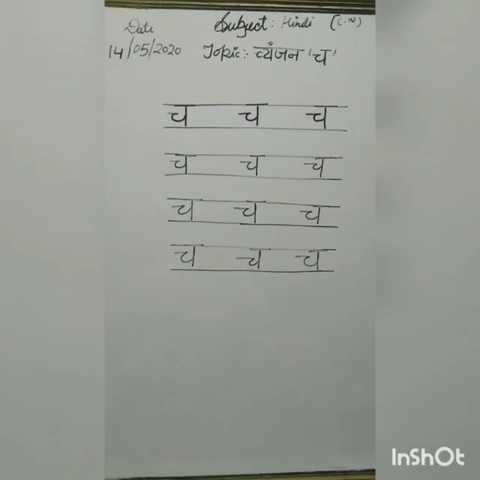 Date Subject: Hindi (C.W)
14/05/2020 Topic:- व्यंजन 'च'
च च च
च च च
च च च
च च च
InShOt